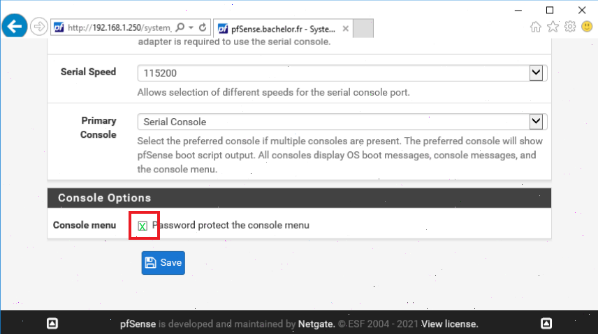 http://192.168.1.250/system_
pfSense.bachelor.fr - Syste...
adapter is required to use the serial console.
Serial Speed
115200
Allows selection of different speeds for the serial console port.
Primary Console
Serial Console
Select the preferred console if multiple consoles are present. The preferred console will show
pfSense boot script output. All consoles display OS boot messages, console messages, and
the console menu.
Console Options
Console menu
Password protect the console menu
Save
pfSense is developed and maintained by Netgate. © ESF 2004 - 2021 View license.